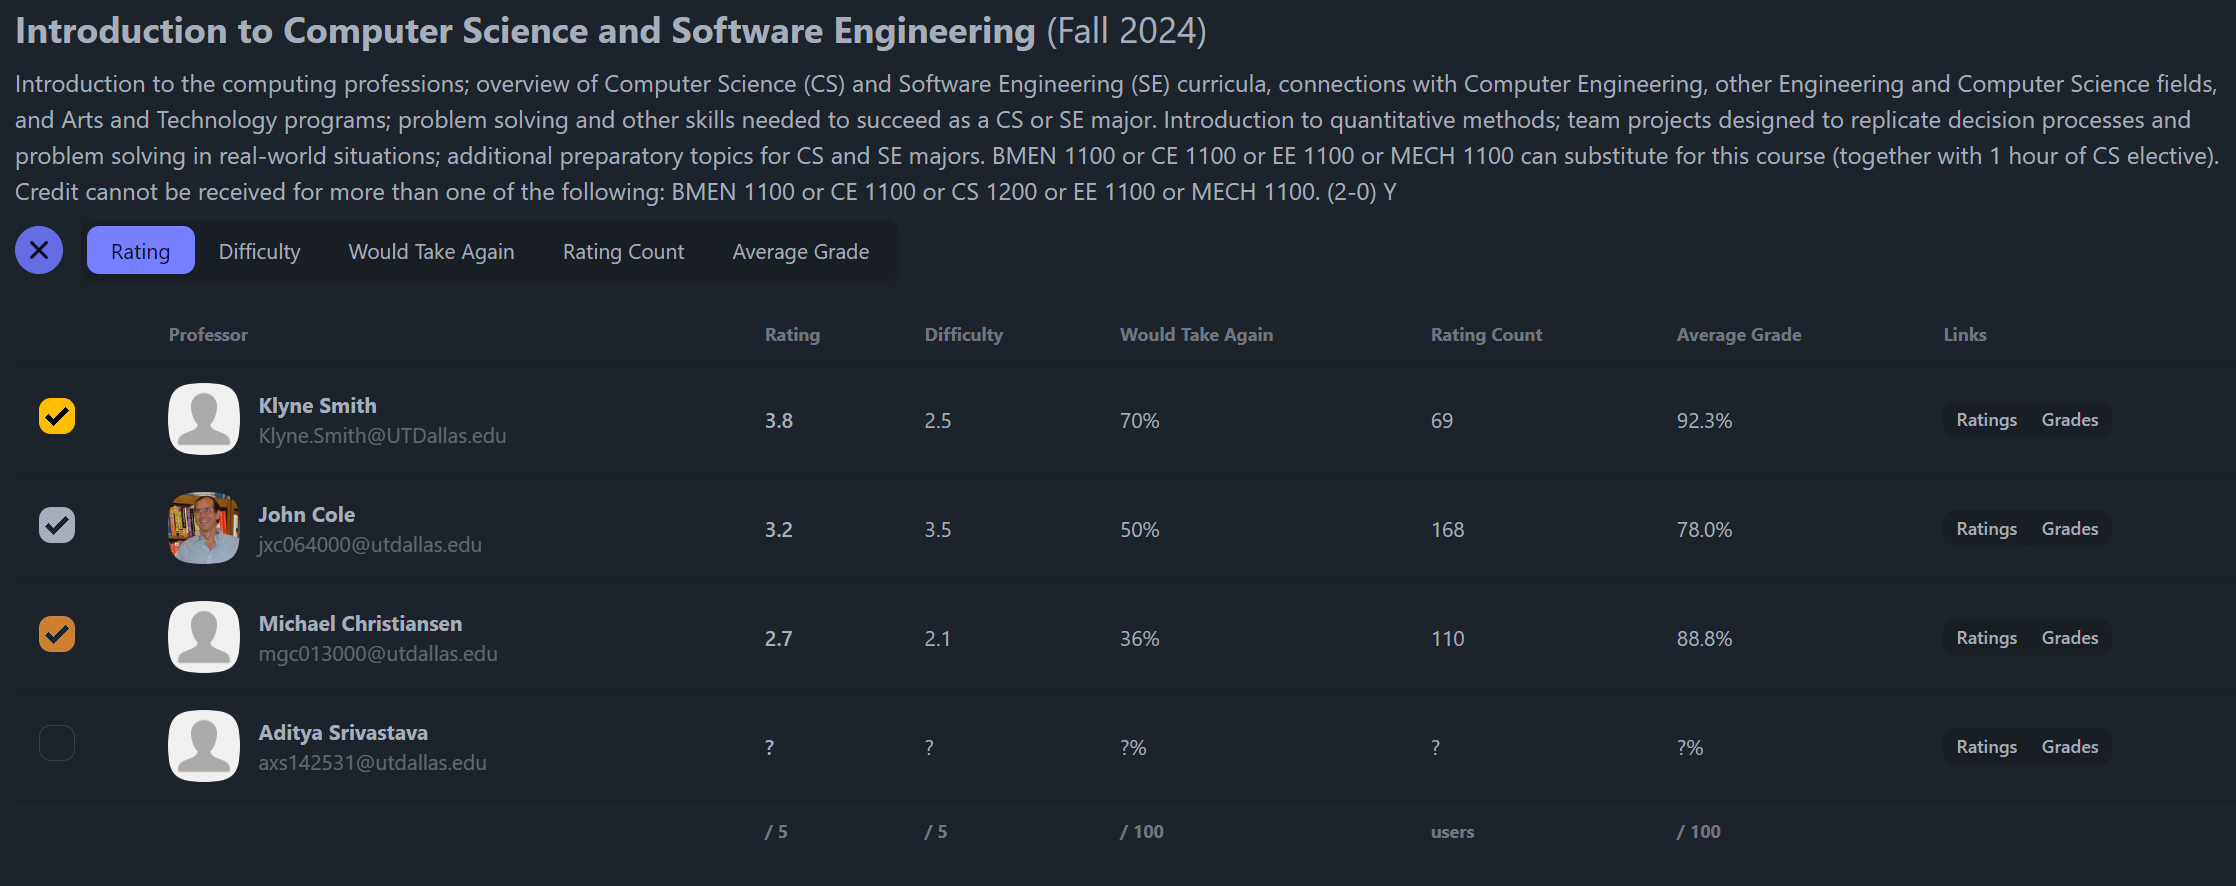 Introduction to Computer Science and Software Engineering (Fall 2024)
Introduction to the computing professions; overview of Computer Science (CS) and Software Engineering (SE) curricula, connections with Computer Engineering, other Engineering and Computer Science fields,
and Arts and Technology programs; problem solving and other skills needed to succeed as a CS or SE major. Introduction to quantitative methods; team projects designed to replicate decision processes and
problem solving in real-world situations; additional preparatory topics for CS and SE majors. BMEN 1100 or CE 1100 or EE 1100 or MECH 1100 can substitute for this course (together with 1 hour of CS elective).
Credit cannot be received for more than one of the following: BMEN 1100 or CE 1100 or CS 1200 or EE 1100 or MECH 1100. (2-0) Y
Rating Difficulty Would Take Again Rating Count Average Grade
Professor Rating Difficulty Would Take Again Rating Count Average Grade Links
Klyne Smith
Klyne.Smith@UTDallas.edu
3.8 2.5 70% 69 92.3% Ratings Grades
John Cole
jxc064000@utdallas.edu
3.2 3.5 50% 168 78.0% Ratings Grades
Michael Christiansen
mgc013000@utdallas.edu
2.7 2.1 36% 110 88.8% Ratings Grades
Aditya Srivastava
axs142531@utdallas.edu
? ? ?% ? ?% Ratings Grades
/ 5 / 5 / 100 users / 100